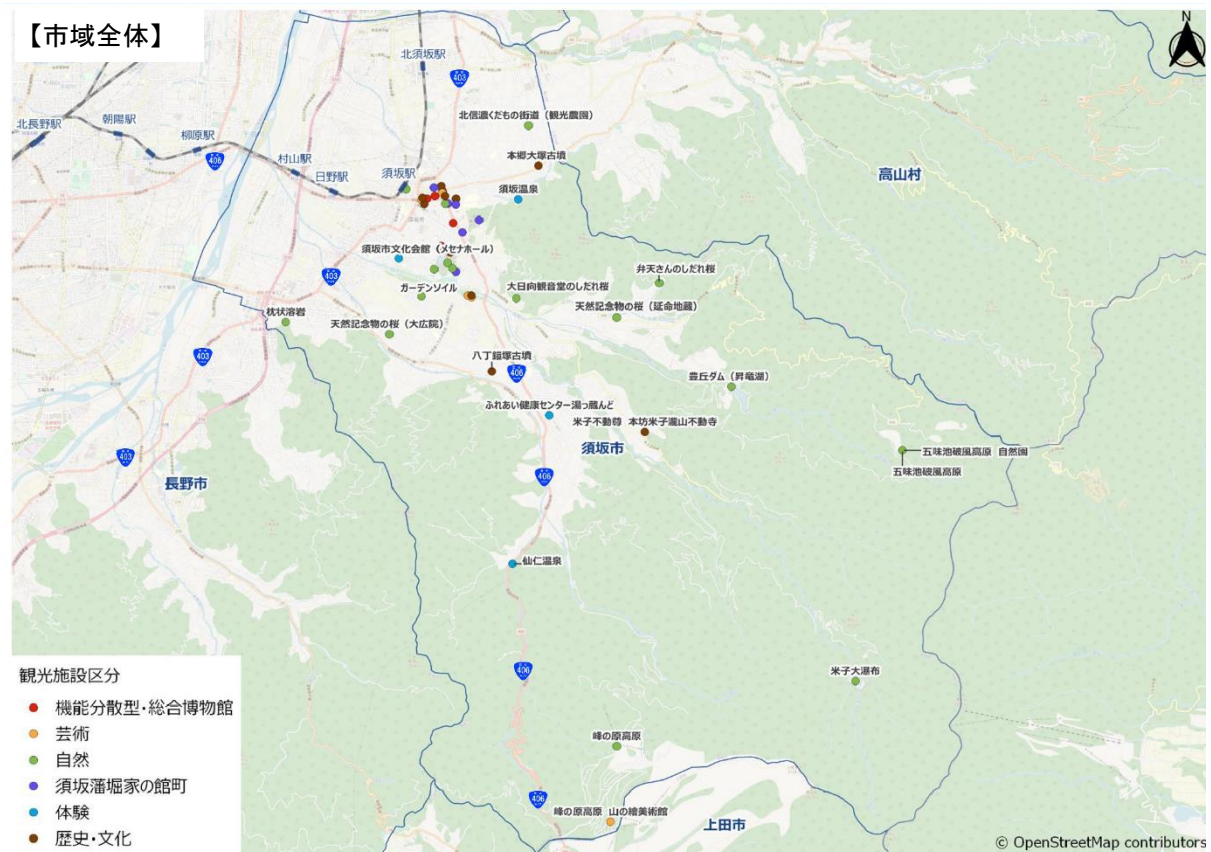 【市域全体】
N
北須坂駅
403
北信濃くだもの街道（観光農園）
朝陽駅
北長野駅
柳原駅
406
村山駅
日野駅
須坂駅
本郷大塚古墳
高山村
須坂温泉
須坂市文化会館（メセナホール）
403
弁天さんのしだれ桜
ガーデンソイル
大日向観音堂のしだれ桜
天然記念物の桜（延命地蔵）
枕状溶岩
天然記念物の桜（大広院）
403
八丁鎧塚古墳
406
豊丘ダム（昇竜湖）
ふれあい健康センター湯っ蔵んど
米子不動尊 本坊米子瀧山不動寺
須坂市
五味池破風高原 自然園
五味池破風高原
403
長野市
406
仙仁温泉
406
米子大瀑布
峰の原高原
406
峰の原高原 山の繪美術館
上田市
観光施設区分
機能分散型・総合博物館
芸術
自然
須坂藩堀家の館町
体験
歴史・文化
© OpenStreetMap contributors